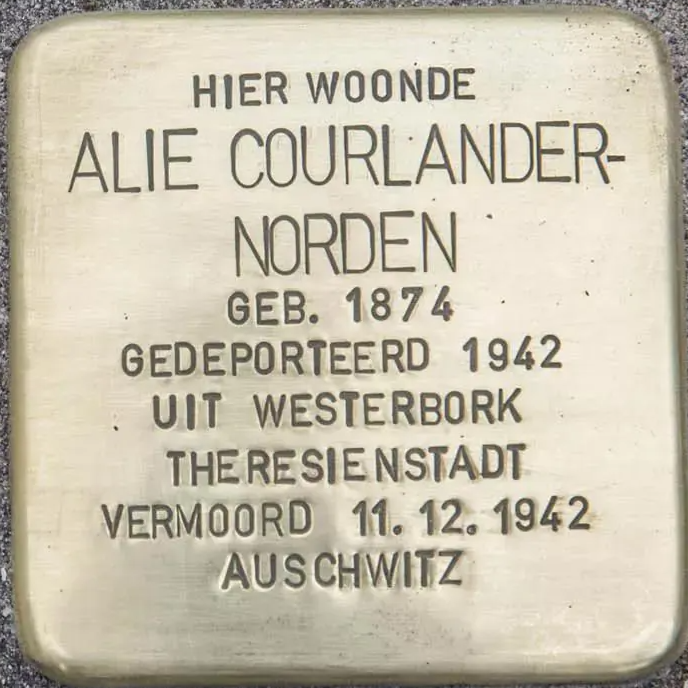 HIER WOONDE
ALIE COURLANDER-
NORDEN
GEB. 1874
GEDEPORTEERD 1942
UIT WESTERBORK
THERESIENSTADT
VERMOORD 11.12.1942
AUSCHWITZ